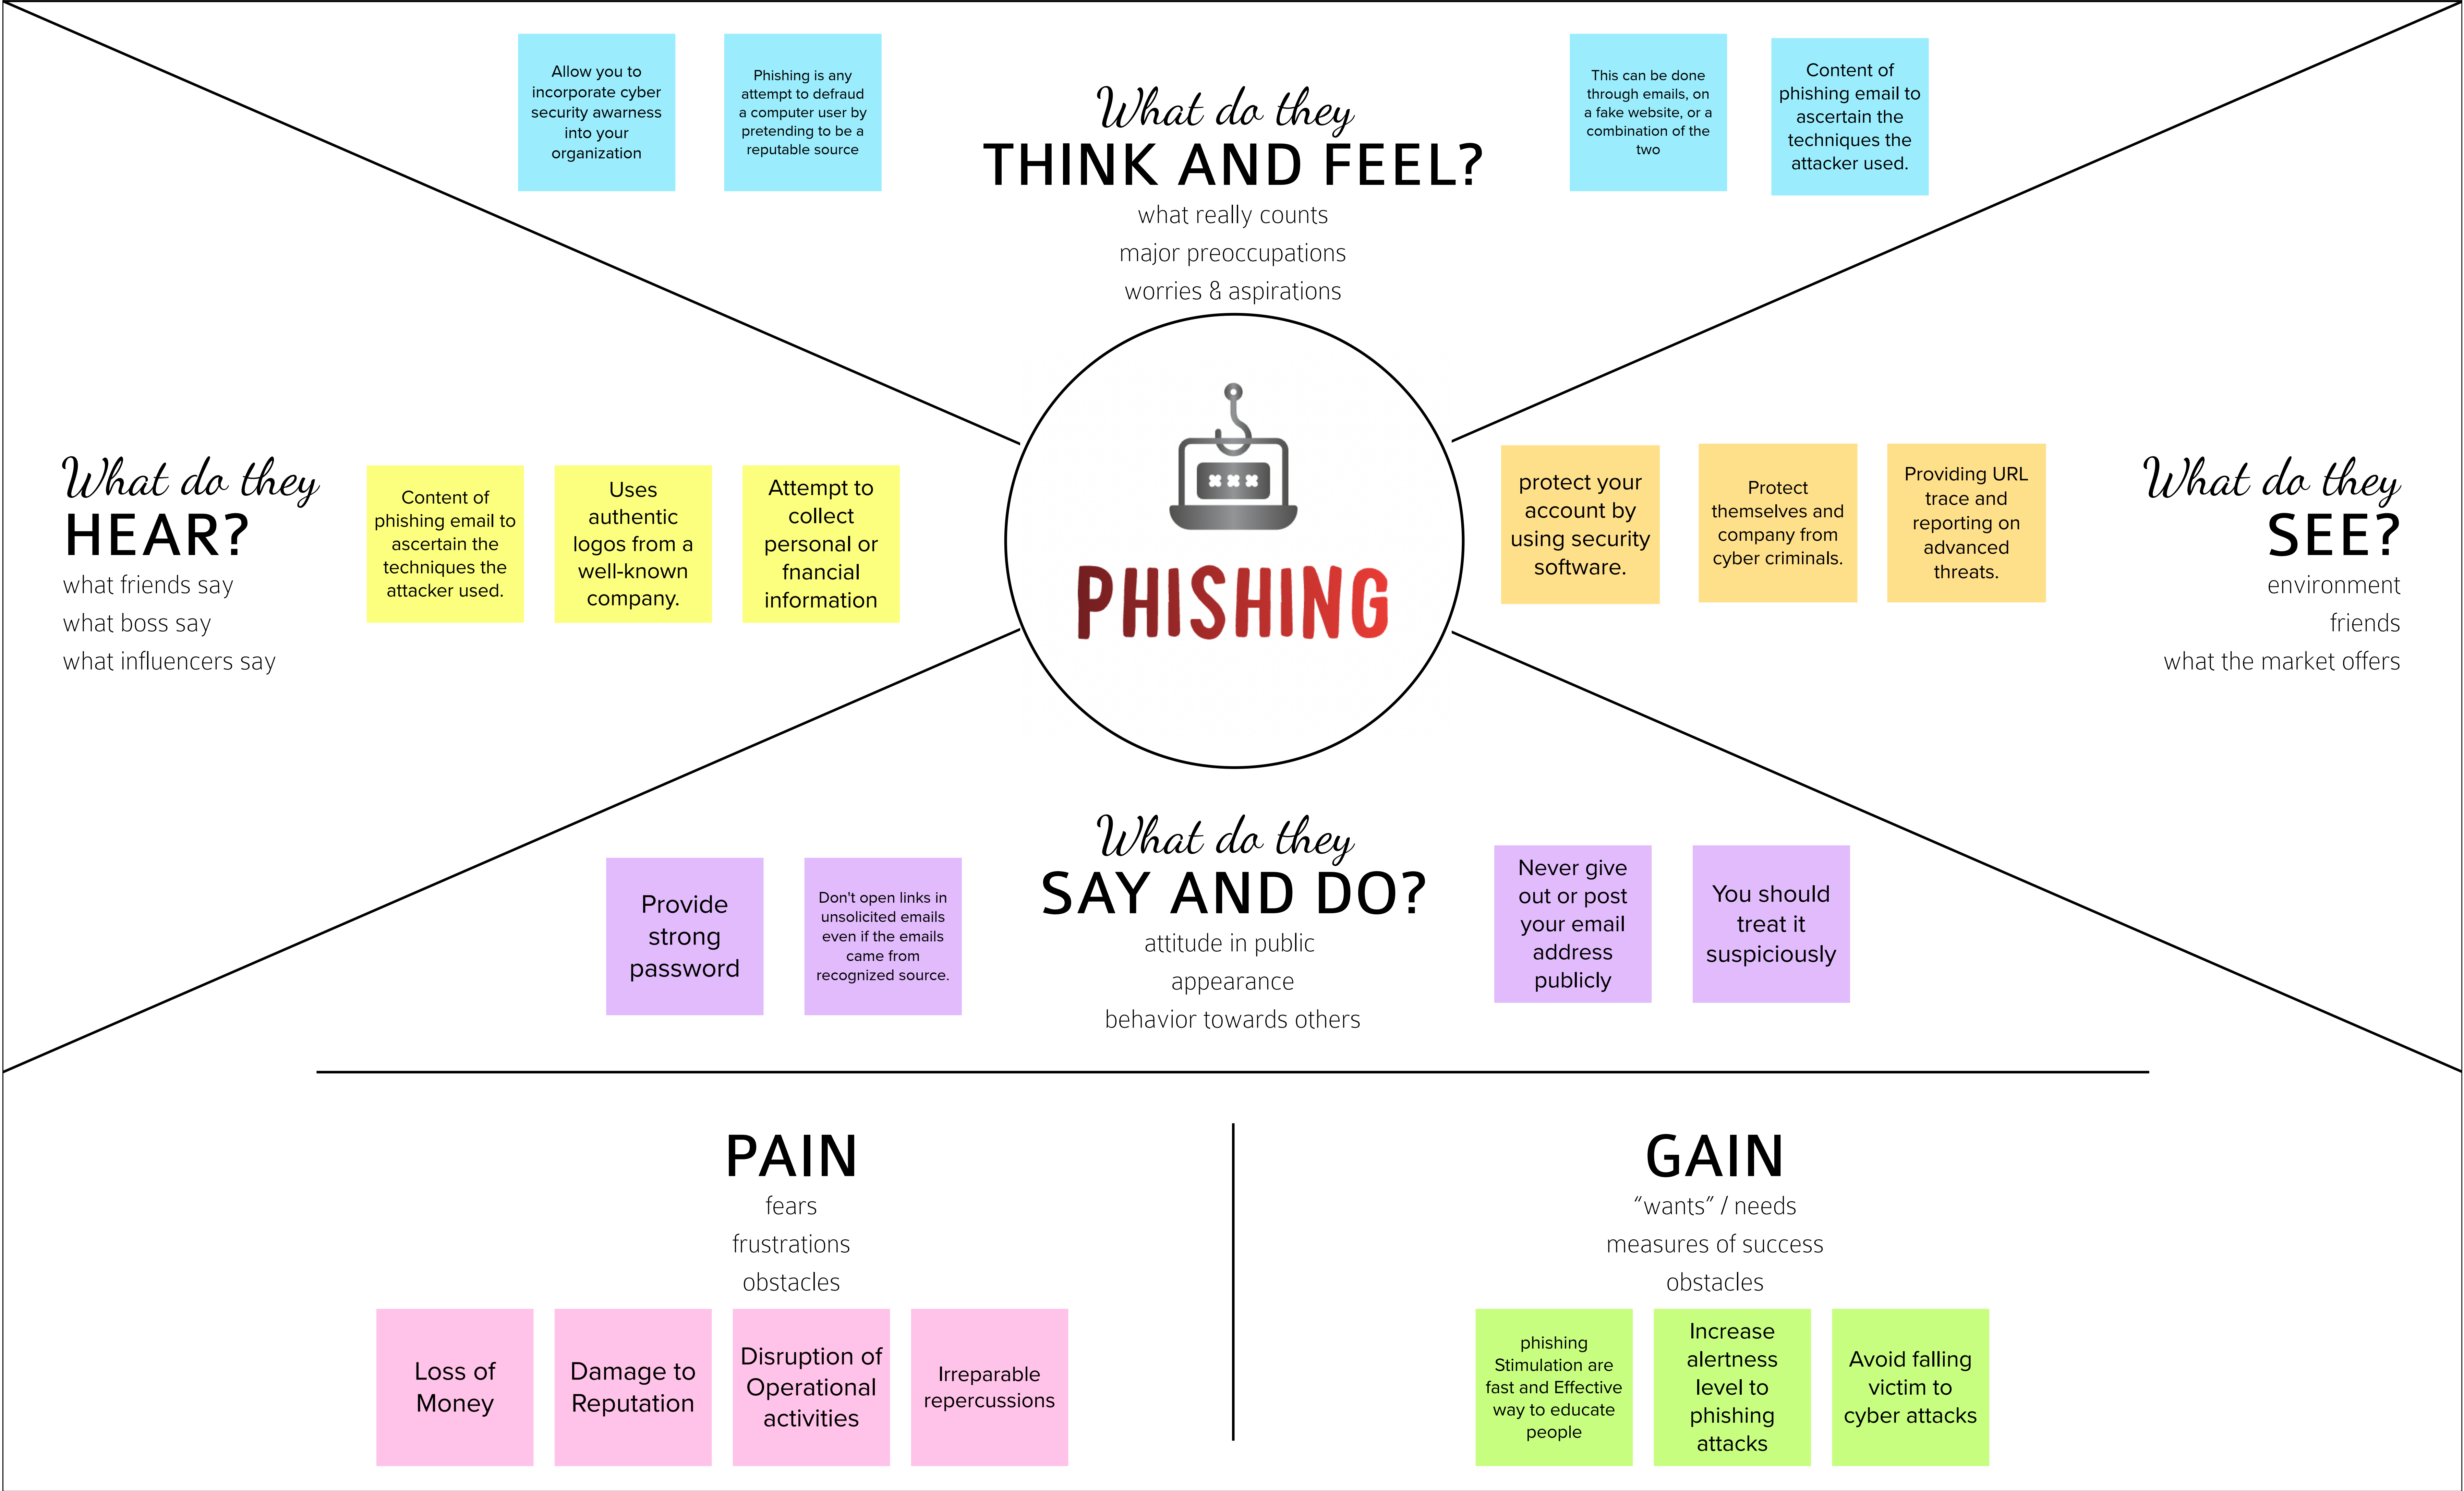 Allow you to
incorporate cyber
security awarness
into your
organization
Phishing is any
attempt to defraud
a computer user by
pretending to be a
reputable source
What do they
THINK AND FEEL?
what really counts
major preoccupations
worries & aspirations
This can be done
through emails, on
a fake website, or a
combination of the
two
Content of
phishing email to
ascertain the
techniques the
attacker used.
What do they
HEAR?
what friends say
what boss say
what influencers say
Content of
phishing email to
ascertain the
techniques the
attacker used.
Uses
authentic
logos from a
well-known
company.
Attempt to
collect
personal or
fnancial
information
PHISHING
protect your
account by
using security
software.
Protect
themselves and
company from
cyber criminals.
Providing URL
trace and
reporting on
advanced
threats.
What do they
SEE?
environment
friends
what the market offers
Provide
strong
password
Don't open links in
unsolicited emails
even if the emails
came from
recognized source.
What do they
SAY AND DO?
attitude in public
appearance
behavior towards others
Never give
out or post
your email
address
publicly
You should
treat it
suspiciously
PAIN
fears
frustrations
obstacles
Loss of
Money
Damage to
Reputation
Disruption of
Operational
activities
Irreparable
repercussions
GAIN
“wants” / needs
measures of success
obstacles
phishing
Stimulation are
fast and Effective
way to educate
people
Increase
alertness
level to
phishing
attacks
Avoid falling
victim to
cyber attacks